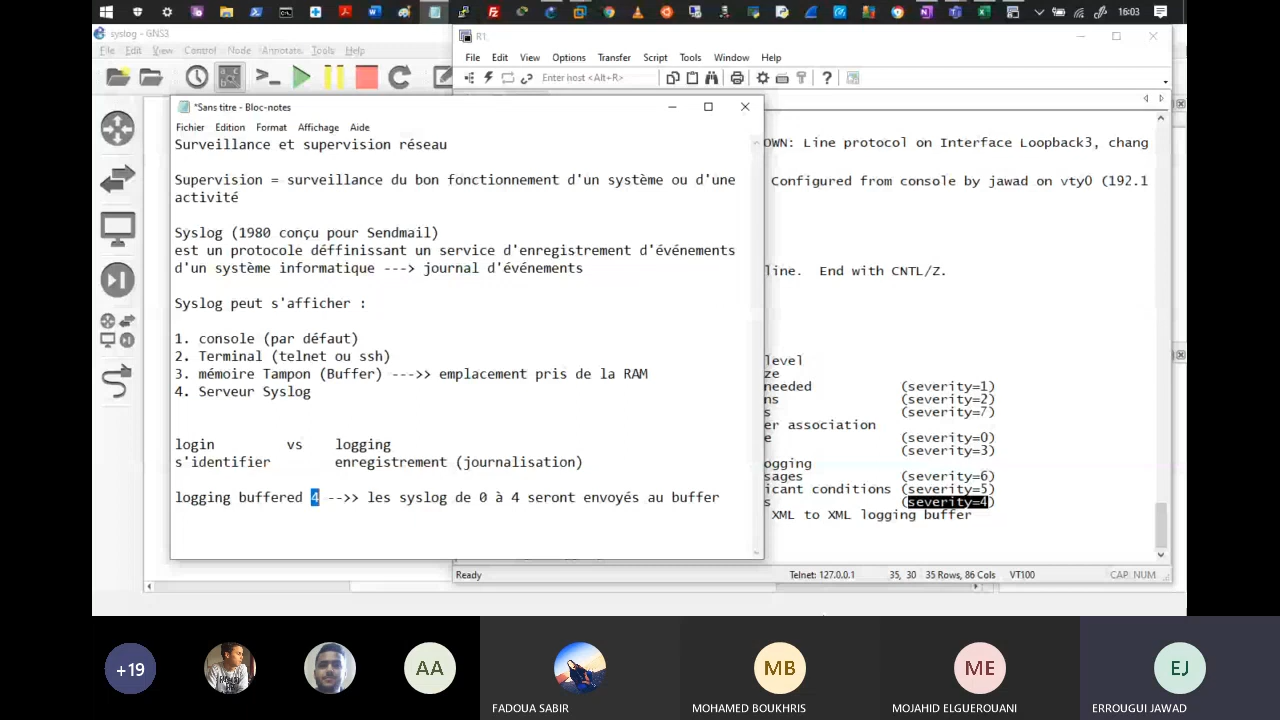 16:03
syslog - GNS3
File Edit View Control Node Annotate Tools Help
R1
File Edit View Options Transfer Script Tools Window Help
Enter host <Alt+R>
*Sans titre - Bloc-notes
Fichier Edition Format Affichage Aide
Surveillance et supervision réseau
Supervision = surveillance du bon fonctionnement d'un système ou d'une
activité
Syslog (1980 conçu pour Sendmail)
est un protocole déffinissant un service d'enregistrement d'événements
d'un système informatique ---> journal d'événements
Syslog peut s'afficher :
1. console (par défaut)
2. Terminal (telnet ou ssh)
3. mémoire Tampon (Buffer) --->> emplacement pris de la RAM
4. Serveur Syslog
login vs logging
s'identifier enregistrement (journalisation)
logging buffered 4 -->> les syslog de 0 à 4 seront envoyés au buffer
OWN: Line protocol on Interface Loopback3, chang
Configured from console by jawad on vty0 (192.1
line. End with CNTL/Z.
level
ze
needed (severity=1)
ns (severity=2)
s (severity=7)
er association
e (severity=0)
(severity=3)
ogging
sages (severity=6)
icant conditions (severity=5)
s (severity=4)
XML to XML logging buffer
Ready Telnet: 127.0.0.1 35, 30 35 Rows, 86 Cols VT100 CAP NUM
+19
AA
MB
ME
EJ
FADOUA SABIR
MOHAMED BOUKHRIS
MOJAHID ELGUEROUANI
ERROUGUI JAWAD